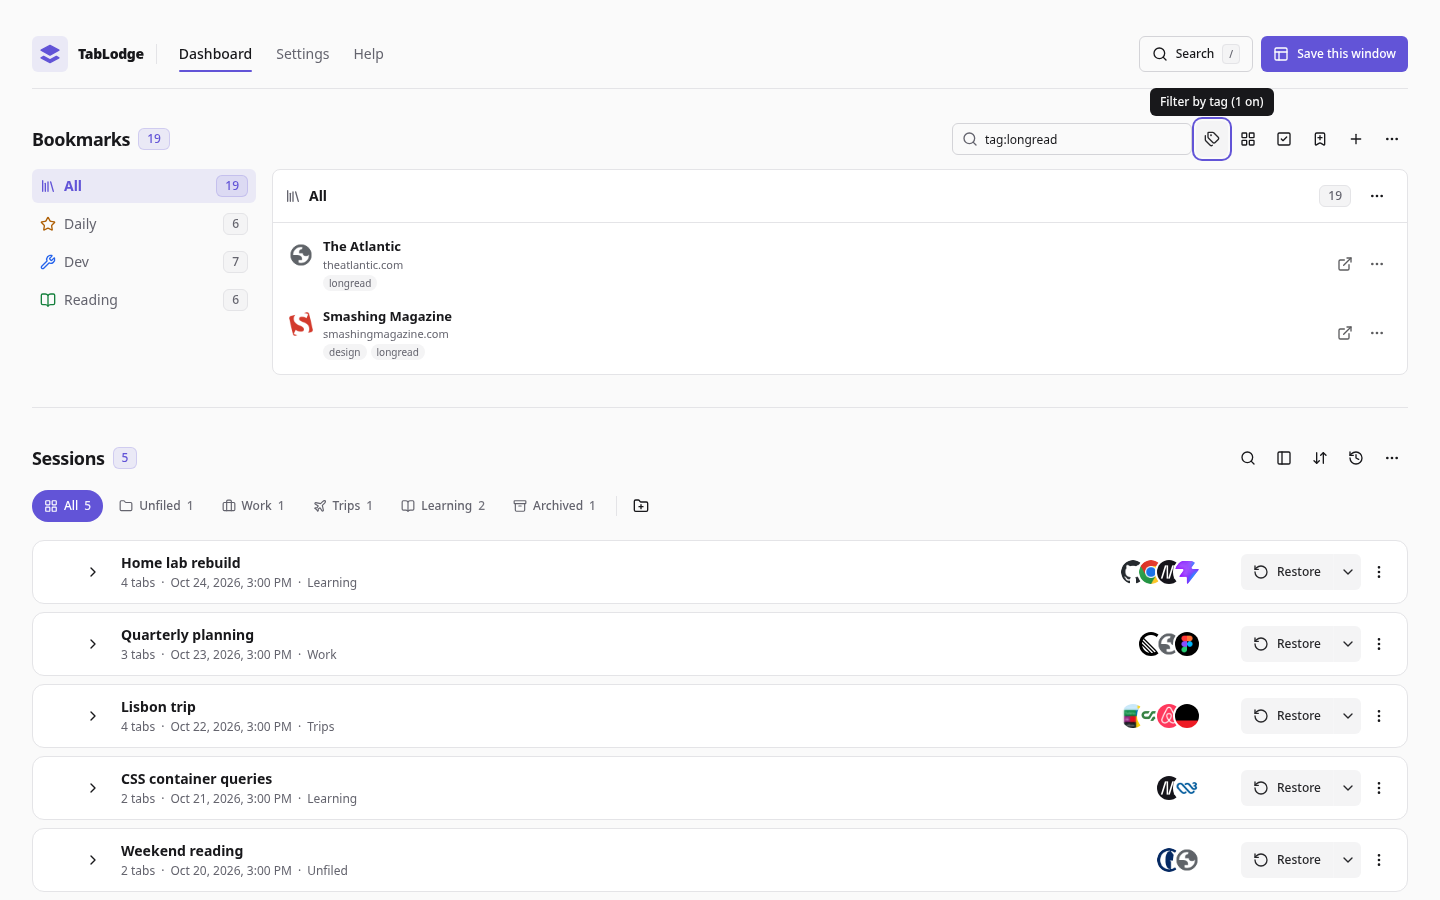 TabLodge
Dashboard
Settings
Help
Search /
Save this window
Filter by tag (1 on)
Bookmarks 19
tag:longread
All 19
Daily 6
Dev 7
Reading 6
All 19
The Atlantic
theatlantic.com
longread
Smashing Magazine
smashingmagazine.com
design longread
Sessions 5
All 5
Unfiled 1
Work 1
Trips 1
Learning 2
Archived 1
Home lab rebuild
4 tabs · Oct 24, 2026, 3:00 PM · Learning
Restore
Quarterly planning
3 tabs · Oct 23, 2026, 3:00 PM · Work
Restore
Lisbon trip
4 tabs · Oct 22, 2026, 3:00 PM · Trips
Restore
CSS container queries
2 tabs · Oct 21, 2026, 3:00 PM · Learning
Restore
Weekend reading
2 tabs · Oct 20, 2026, 3:00 PM · Unfiled
Restore